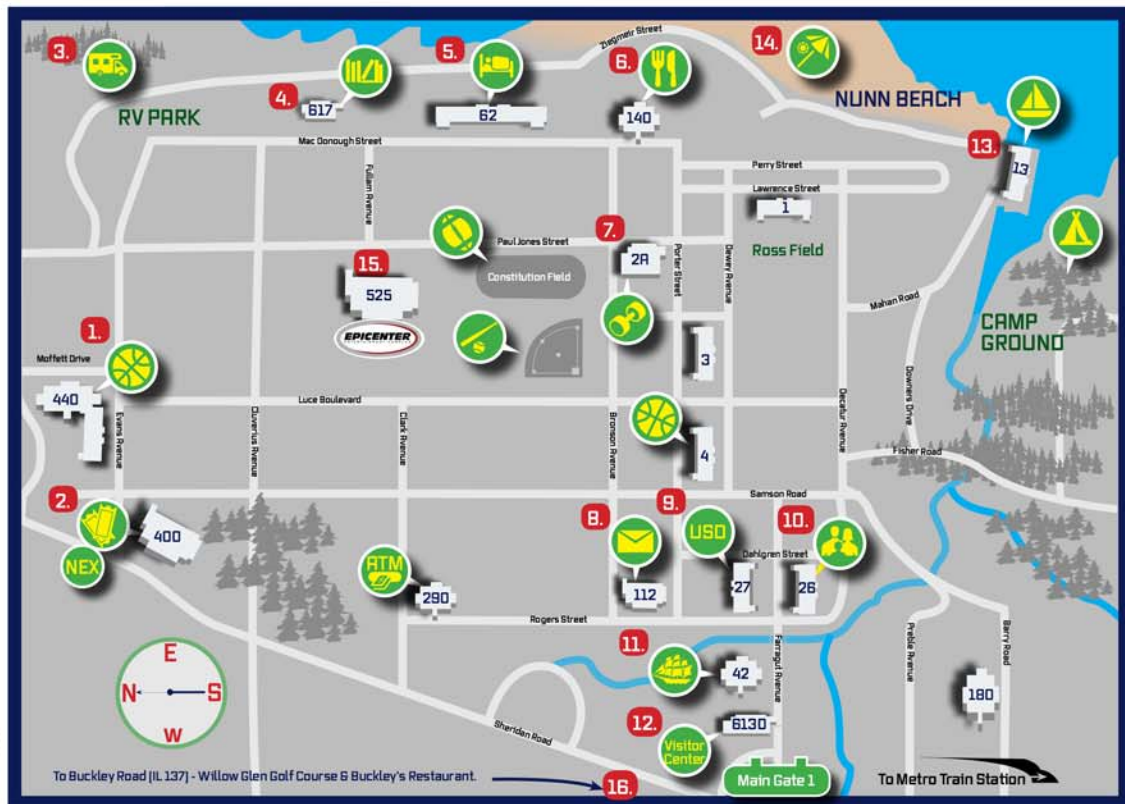 3.
4.
5.
6.
14.
Ziegmeir Street
RV PARK
617
62
140
NUNN BEACH
Mac Donough Street
13.
13
Perry Street
Lawrence Street
Fullam Avenue
1
7.
Paul Jones Street
2A
Porter Street
Dewey Avenue
Ross Field
15.
525
Constitution Field
EPICENTER
Mahan Road
CAMP
GROUND
1.
Moffett Drive
440
3
Luce Boulevard
Evans Avenue
Cluverius Avenue
Clark Avenue
Bronson Avenue
Decatur Avenue
Downers Drive
4
Fisher Road
2.
400
NEX
Samson Road
8.
9.
10.
USO
Dahlgren Street
ATM
290
112
27
26
Rogers Street
11.
42
Farragut Avenue
Preble Avenue
Barry Road
180
E
N
S
W
12.
6130
Visitor
Center
Sheridan Road
To Buckley Road (IL 137) - Willow Glen Golf Course & Buckley's Restaurant.
16.
Main Gate 1
To Metro Train Station